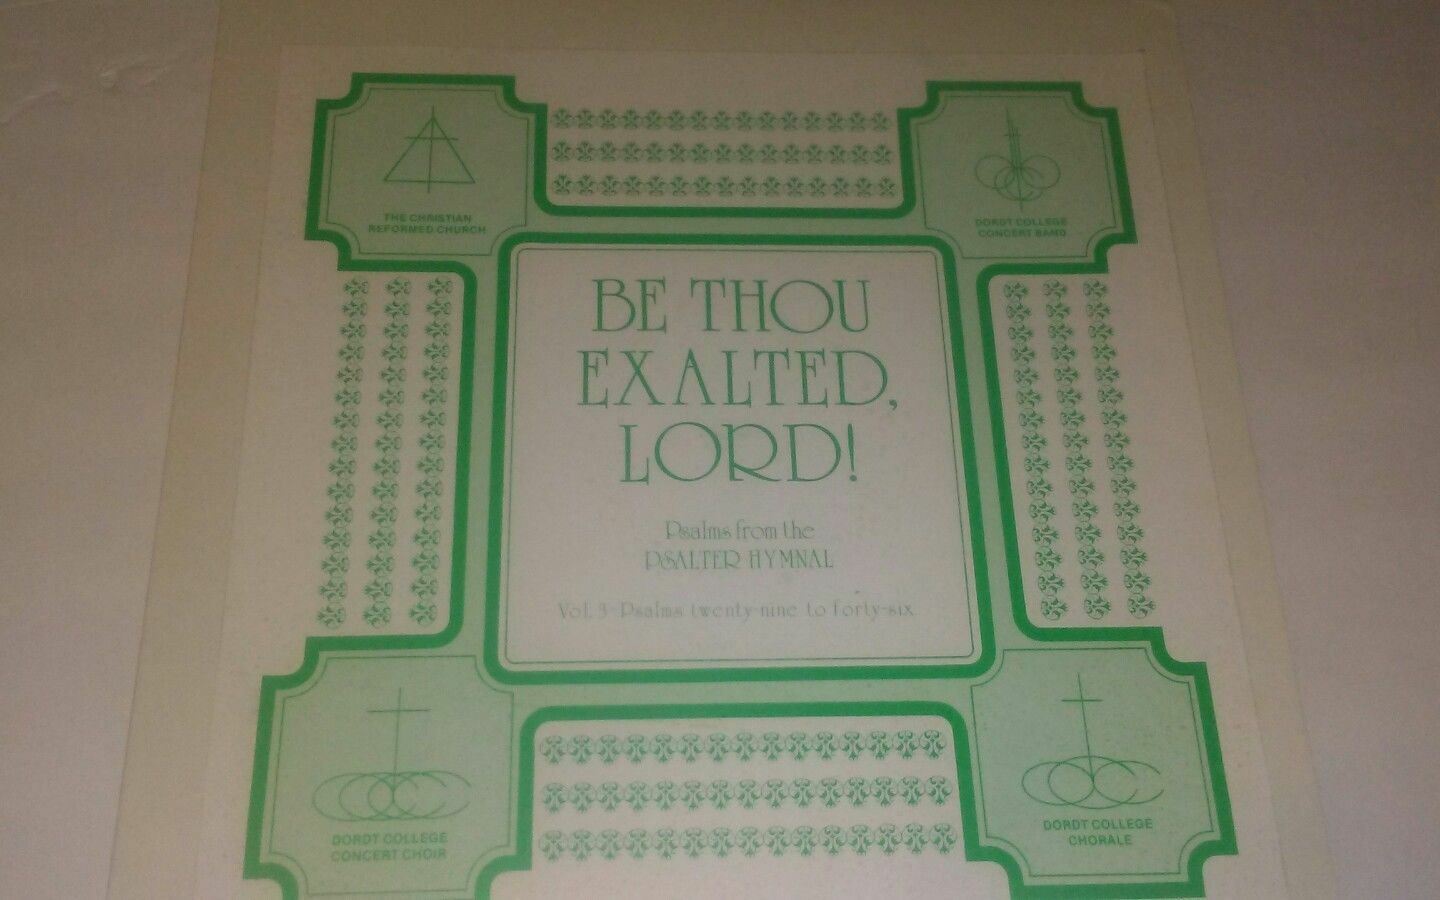 THE CHRISTIAN
REFORMED CHURCH
DORDT COLLEGE
CONCERT BAND
BE THOU
EXALTED,
LORD!
Psalms from the
PSALTER HYMNAL
Vol. 3-Psalms twenty-nine to forty-six
DORDT COLLEGE
CONCERT CHOIR
DORDT COLLEGE
CHORALE